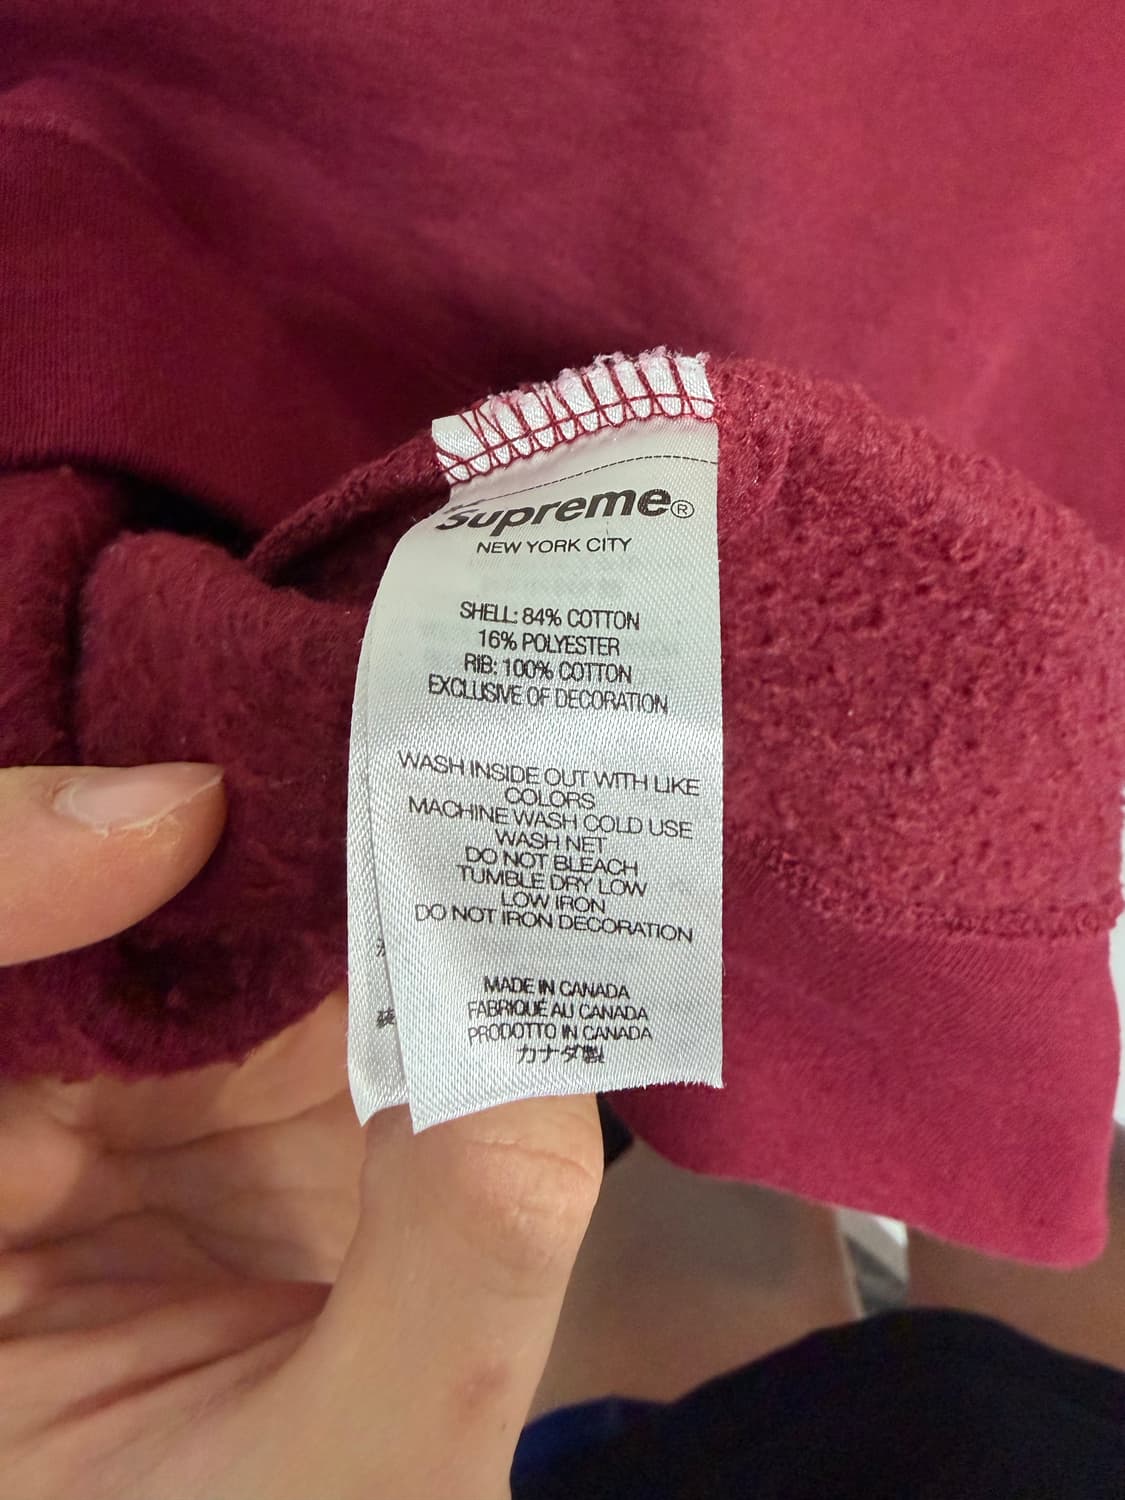 Supreme®
NEW YORK CITY
SHELL: 84% COTTON
16% POLYESTER
RIB: 100% COTTON
EXCLUSIVE OF DECORATION
WASH INSIDE OUT WITH LIKE
COLORS
MACHINE WASH COLD USE
WASH NET
DO NOT BLEACH
TUMBLE DRY LOW
LOW IRON
DO NOT IRON DECORATION
MADE IN CANADA
FABRIQUÉ AU CANADA
PRODOTTO IN CANADA
カナダ製